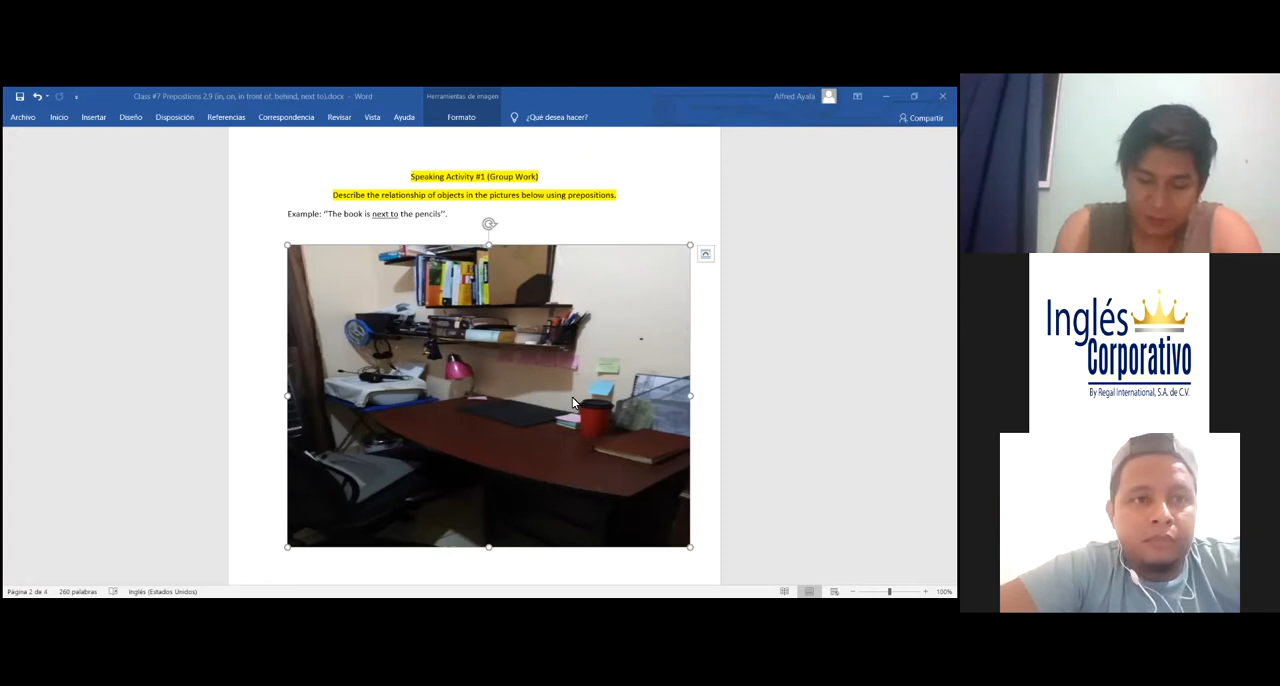 Class #7 Prepostions 2,9 (in, on, in front of, behind, next to).docx - Word
Herramientas de imagen
Alfred Ayala
Archivo Inicio Insertar Diseño Disposición Referencias Correspondencia Revisar Vista Ayuda Formato ¿Qué desea hacer? Compartir
Speaking Activity #1 (Group Work)
Describe the relationship of objects in the pictures below using prepositions.
Example: “The book is next to the pencils”.
Página 2 de 4 260 palabras Inglés (Estados Unidos) 100%
Inglés
Corporativo
By Regal International, S.A. de C.V.